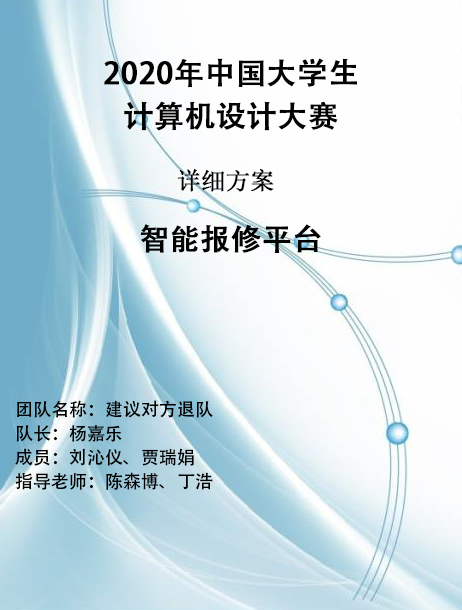 2020年中国大学生
计算机设计大赛
详细方案
智能报修平台
团队名称：建议对方退队
队长：杨嘉乐
成员：刘沁仪、贾瑞娟
指导老师：陈森博、丁浩